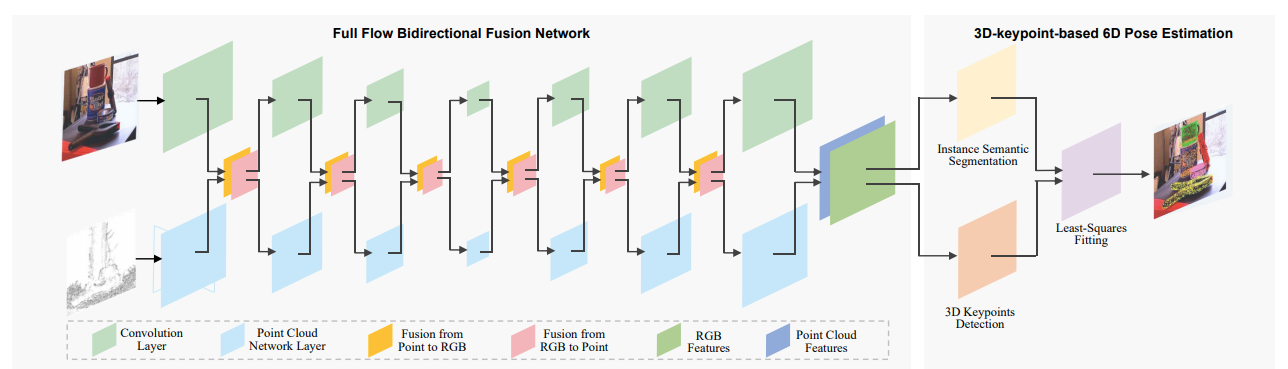 Full Flow Bidirectional Fusion Network
3D-keypoint-based 6D Pose Estimation
Instance Semantic
Segmentation
Least-Squares
Fitting
3D Keypoints
Detection
Convolution
Layer
Point Cloud
Network Layer
Fusion from
Point to RGB
Fusion from
RGB to Point
RGB
Features
Point Cloud
Features